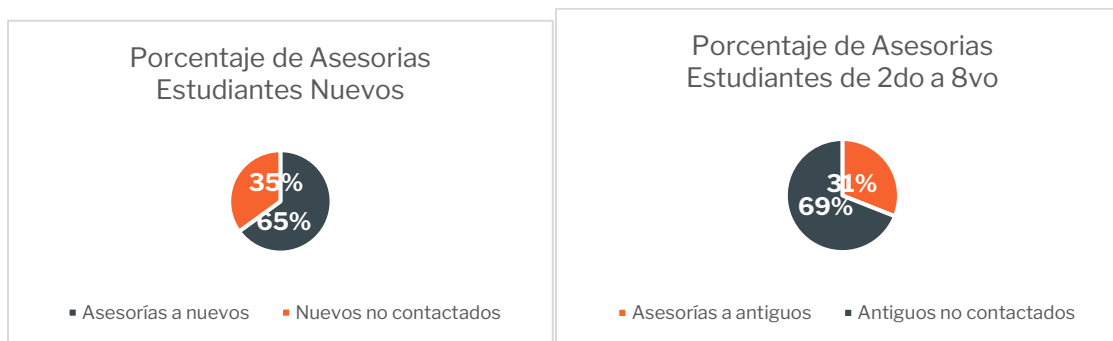 Porcentaje de Asesorias
Estudiantes Nuevos
35%
65%
Asesorías a nuevos
Nuevos no contactados
Porcentaje de Asesorias
Estudiantes de 2do a 8vo
31%
69%
Asesorías a antiguos
Antiguos no contactados